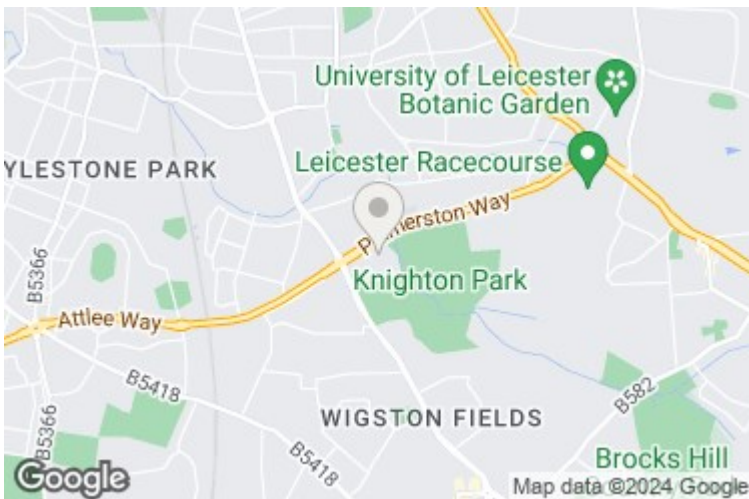 University of Leicester
Botanic Garden
YLESTONE PARK
Leicester Racecourse
Palmerston Way
B5366
Knighton Park
Attlee Way
B5418
B582
B5366
WIGSTON FIELDS
B5418
Brocks Hill
Google
Map data ©2024 Google